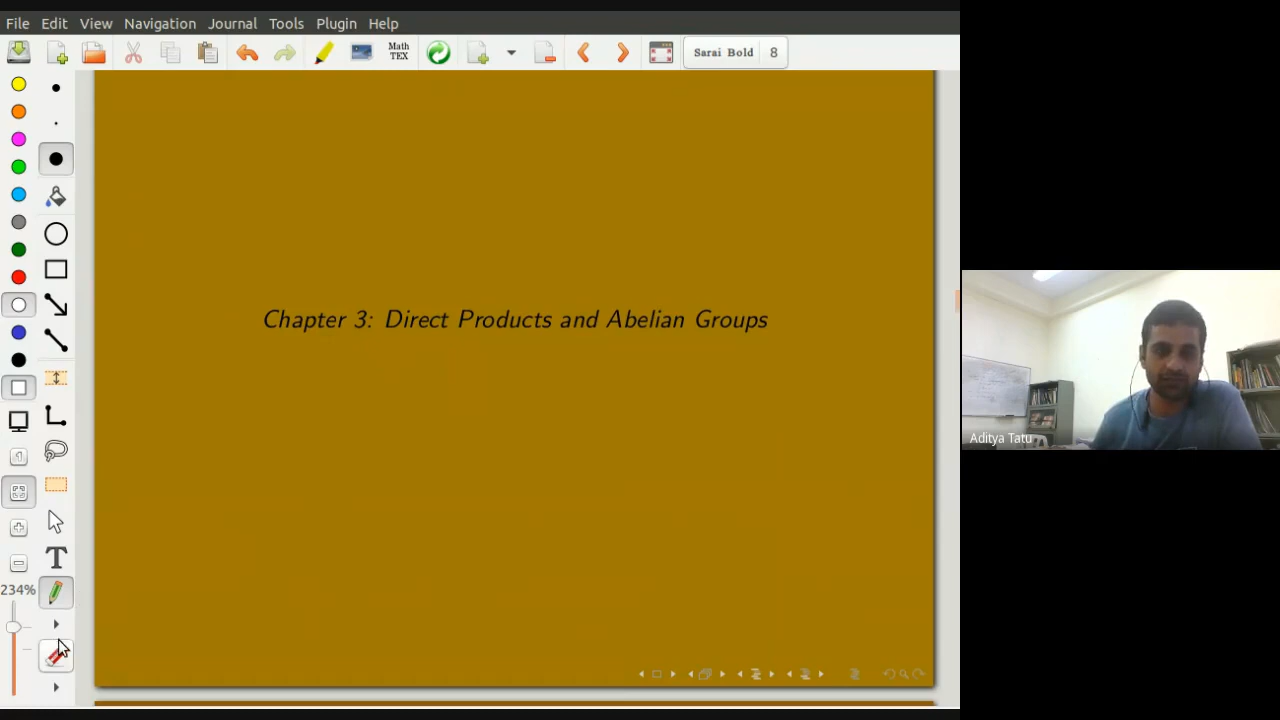 File Edit View Navigation Journal Tools Plugin Help
Math
TEX
Sarai Bold 8
Chapter 3: Direct Products and Abelian Groups
Aditya Tatu
T
234%